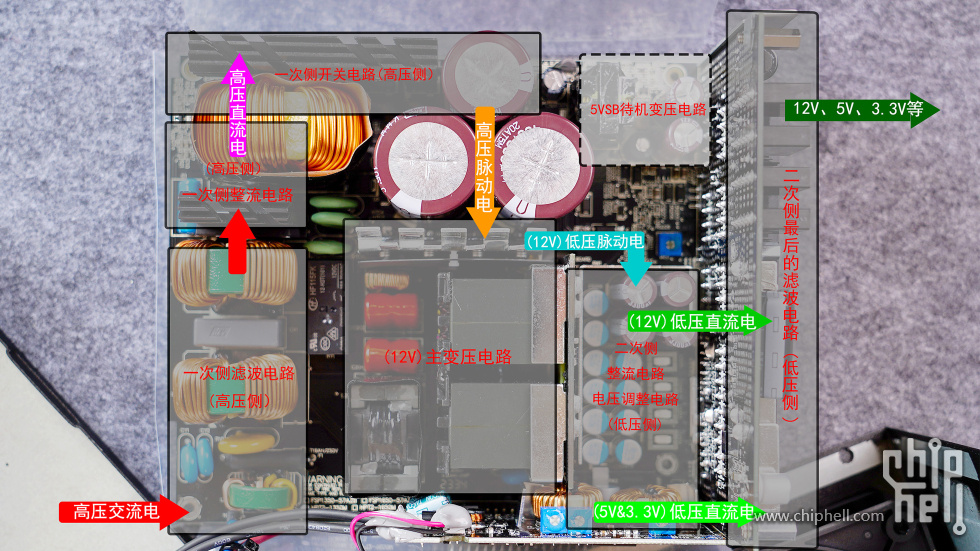 一次侧开关电路(高压侧)
高压直流电
高压脉动电
5VSB待机变压电路
12V、5V、3.3V等
(高压侧)
一次侧整流电路
(12V)低压脉动电
二次侧最后的滤波电路(低压侧)
(12V)低压直流电
(12V)主变压电路
二次侧
整流电路
电压调整电路
(低压侧)
一次侧滤波电路
(高压侧)
高压交流电
(5V&3.3V)低压直流电
WARNING
www.chiphell.com
chip
hell